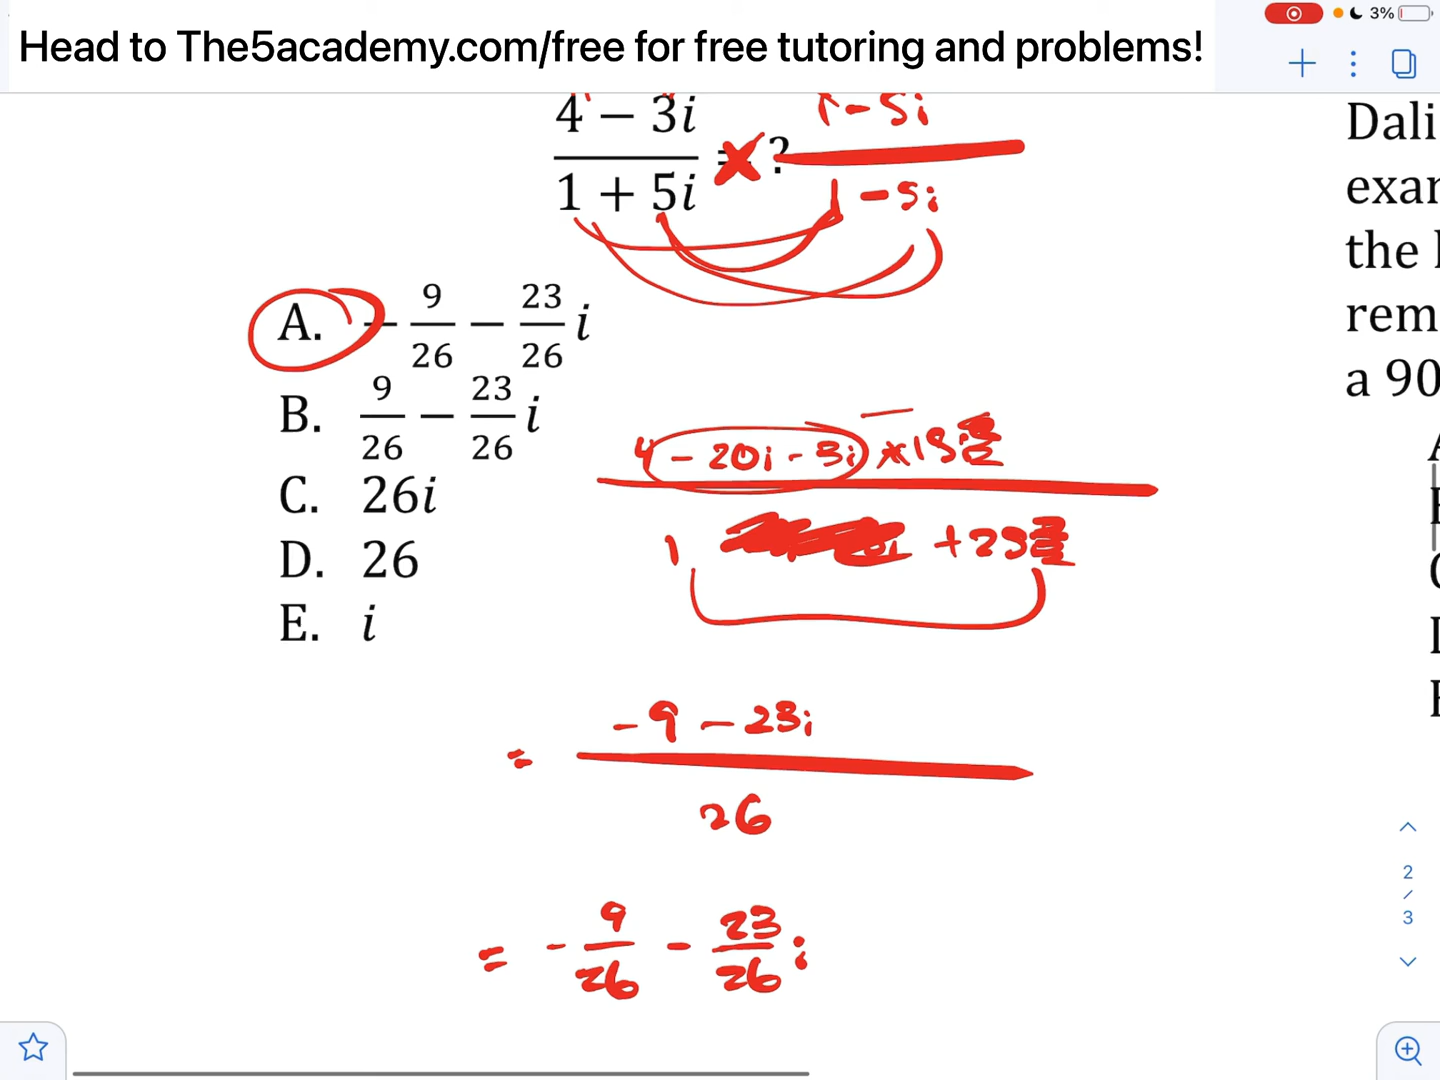 3%
Head to The5academy.com/free for free tutoring and problems!
4 − 3i
1 + 5i
= ?
1 - 5i
1 - 5i
A. − 9/26 − 23/26 i
B. 9/26 − 23/26 i
C. 26i
D. 26
E. i
4 - 20i - 3i 15
1 +25
= -9 - 23i
26
= - 9/26 - 23/26 i
Dali
exam
the
rem
a 90
2
/
3